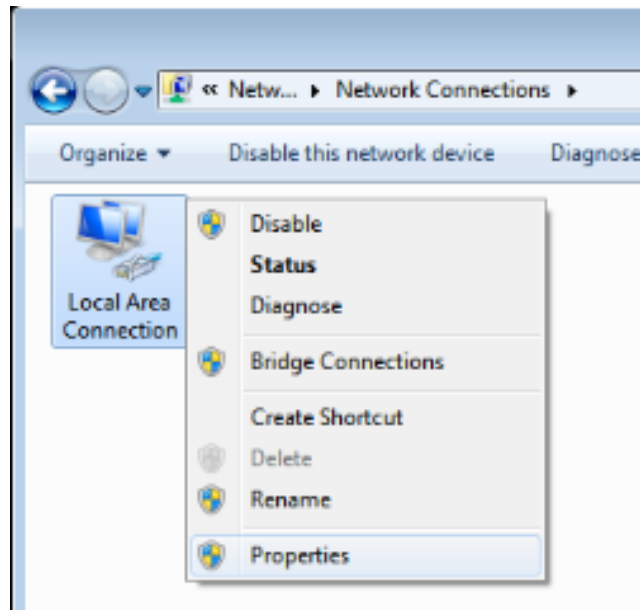 « Netw... ▸ Network Connections ▸
Organize ▾ Disable this network device Diagnose
Local Area
Connection
Disable
Status
Diagnose
Bridge Connections
Create Shortcut
Delete
Rename
Properties